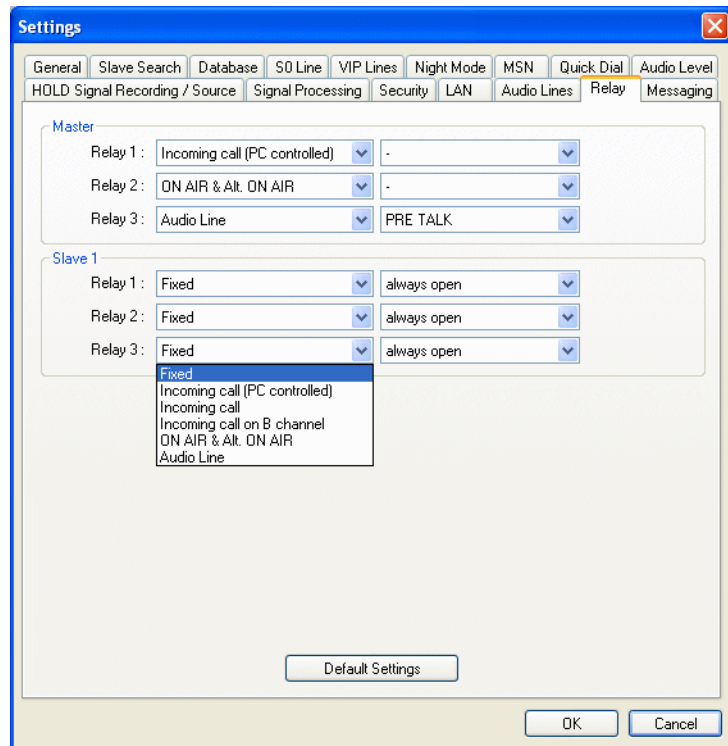 Settings
General Slave Search Database S0 Line VIP Lines Night Mode MSN Quick Dial Audio Level
HOLD Signal Recording / Source Signal Processing Security LAN Audio Lines Relay Messaging
Master
Relay 1 : Incoming call (PC controlled) -
Relay 2 : ON AIR & Alt. ON AIR -
Relay 3 : Audio Line PRE TALK
Slave 1
Relay 1 : Fixed always open
Relay 2 : Fixed always open
Relay 3 : Fixed always open
Fixed
Incoming call (PC controlled)
Incoming call
Incoming call on B channel
ON AIR & Alt. ON AIR
Audio Line
Default Settings
OK Cancel